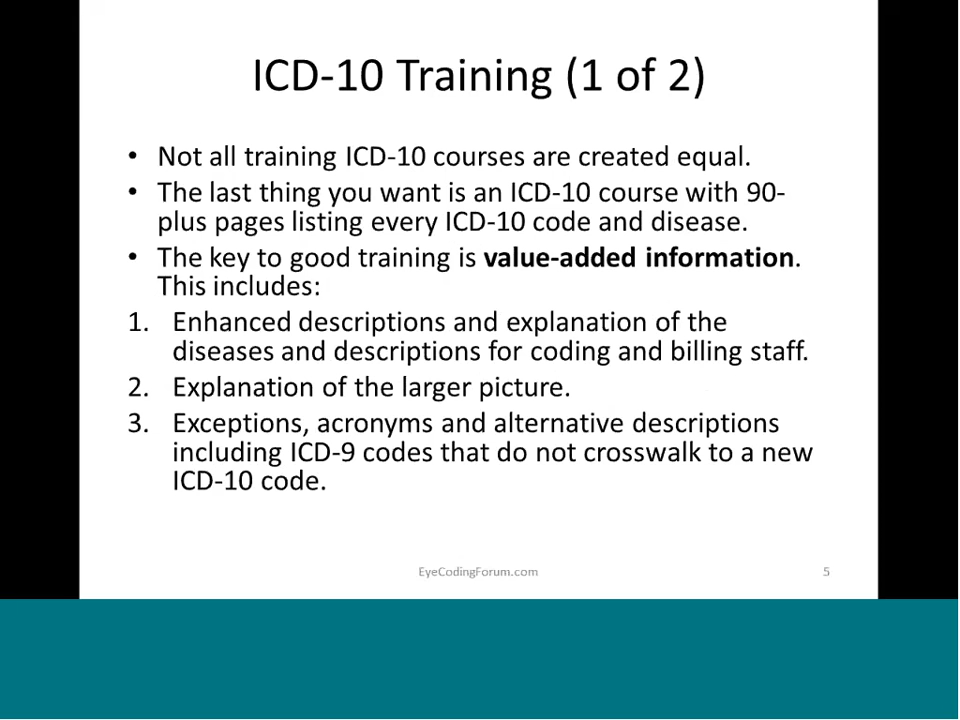 ICD-10 Training (1 of 2)
• Not all training ICD-10 courses are created equal.
• The last thing you want is an ICD-10 course with 90-
plus pages listing every ICD-10 code and disease.
• The key to good training is value-added information.
This includes:
1. Enhanced descriptions and explanation of the
diseases and descriptions for coding and billing staff.
2. Explanation of the larger picture.
3. Exceptions, acronyms and alternative descriptions
including ICD-9 codes that do not crosswalk to a new
ICD-10 code.
EyeCodingForum.com 5